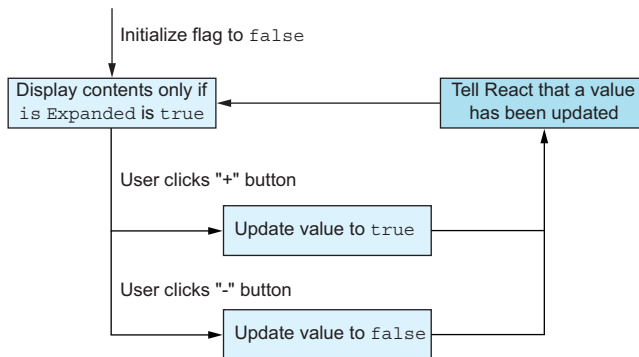 Initialize flag to false
Display contents only if
is Expanded is true
Tell React that a value
has been updated
User clicks "+" button
Update value to true
User clicks "-" button
Update value to false